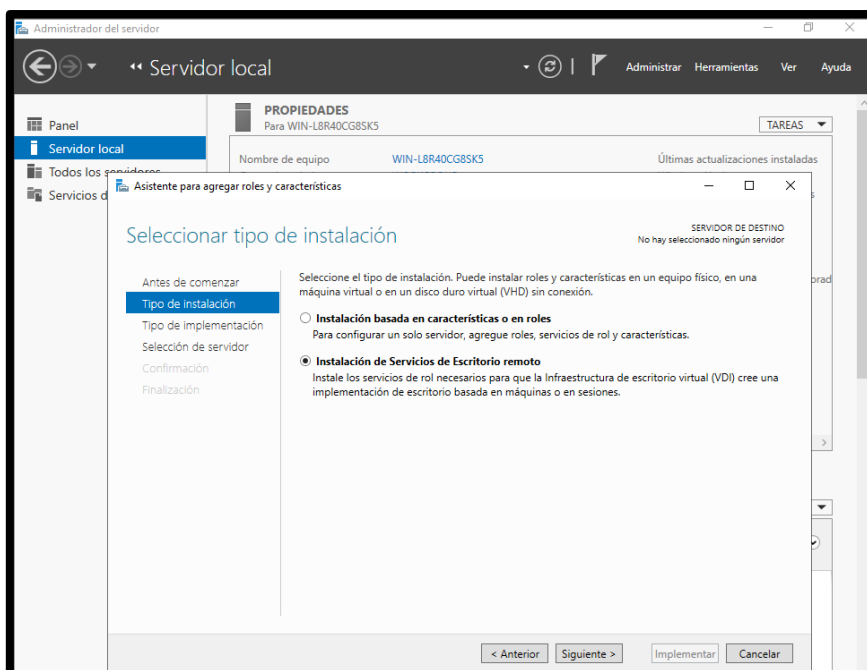 Administrador del servidor
Servidor local
Administrar Herramientas Ver Ayuda
Panel
Servidor local
Todos los servidores
Servicios d
PROPIEDADES
Para WIN-L8R40CG8SK5
TAREAS
Nombre de equipo WIN-L8R40CG8SK5 Últimas actualizaciones instaladas
Asistente para agregar roles y características
Seleccionar tipo de instalación
SERVIDOR DE DESTINO
No hay seleccionado ningún servidor
Antes de comenzar
Tipo de instalación
Tipo de implementación
Selección de servidor
Confirmación
Finalización
Seleccione el tipo de instalación. Puede instalar roles y características en un equipo físico, en una
máquina virtual o en un disco duro virtual (VHD) sin conexión.
Instalación basada en características o en roles
Para configurar un solo servidor, agregue roles, servicios de rol y características.
Instalación de Servicios de Escritorio remoto
Instale los servicios de rol necesarios para que la Infraestructura de escritorio virtual (VDI) cree una
implementación de escritorio basada en máquinas o en sesiones.
orad
< Anterior Siguiente > Implementar Cancelar